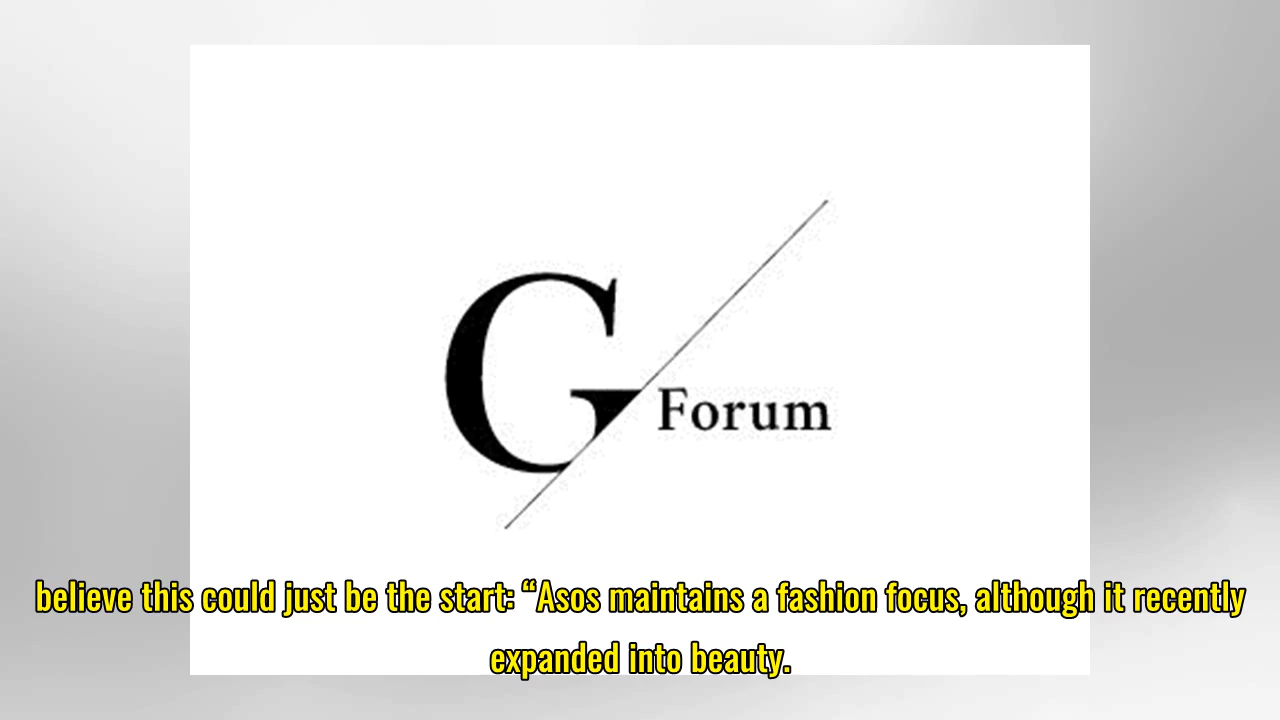 G
Forum
believe this could just be the start: “Asos maintains a fashion focus, although it recently
expanded into beauty.